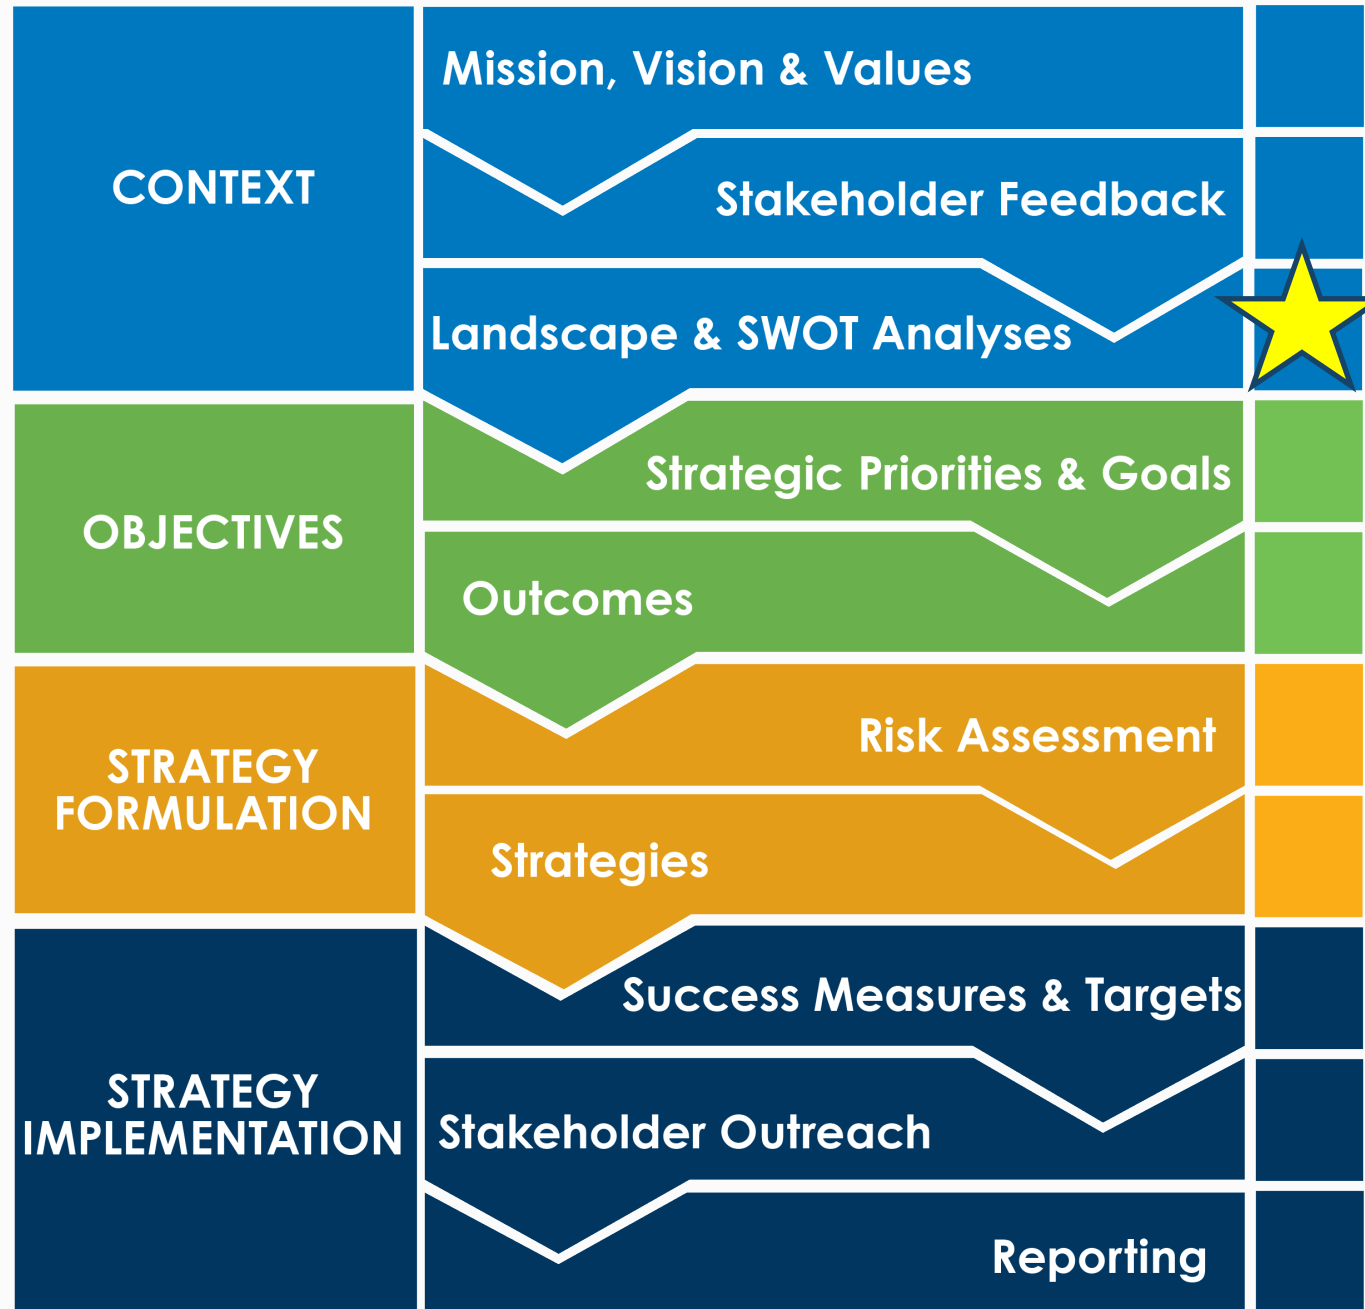 CONTEXT
Mission, Vision & Values
Stakeholder Feedback
Landscape & SWOT Analyses
OBJECTIVES
Strategic Priorities & Goals
Outcomes
STRATEGY
FORMULATION
Risk Assessment
Strategies
STRATEGY
IMPLEMENTATION
Success Measures & Targets
Stakeholder Outreach
Reporting